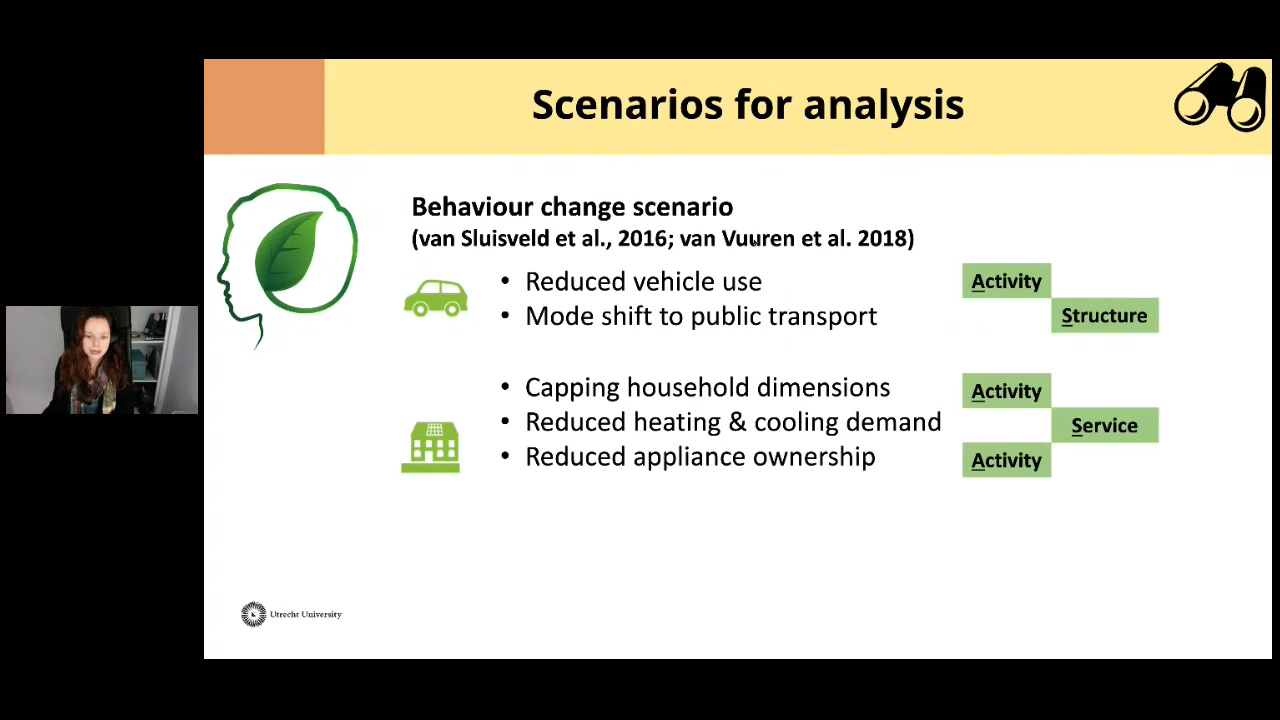 Scenarios for analysis
Behaviour change scenario
(van Sluisveld et al., 2016; van Vuuren et al. 2018)
• Reduced vehicle use
Activity
• Mode shift to public transport
Structure
• Capping household dimensions
Activity
• Reduced heating & cooling demand
Service
• Reduced appliance ownership
Activity
Utrecht University